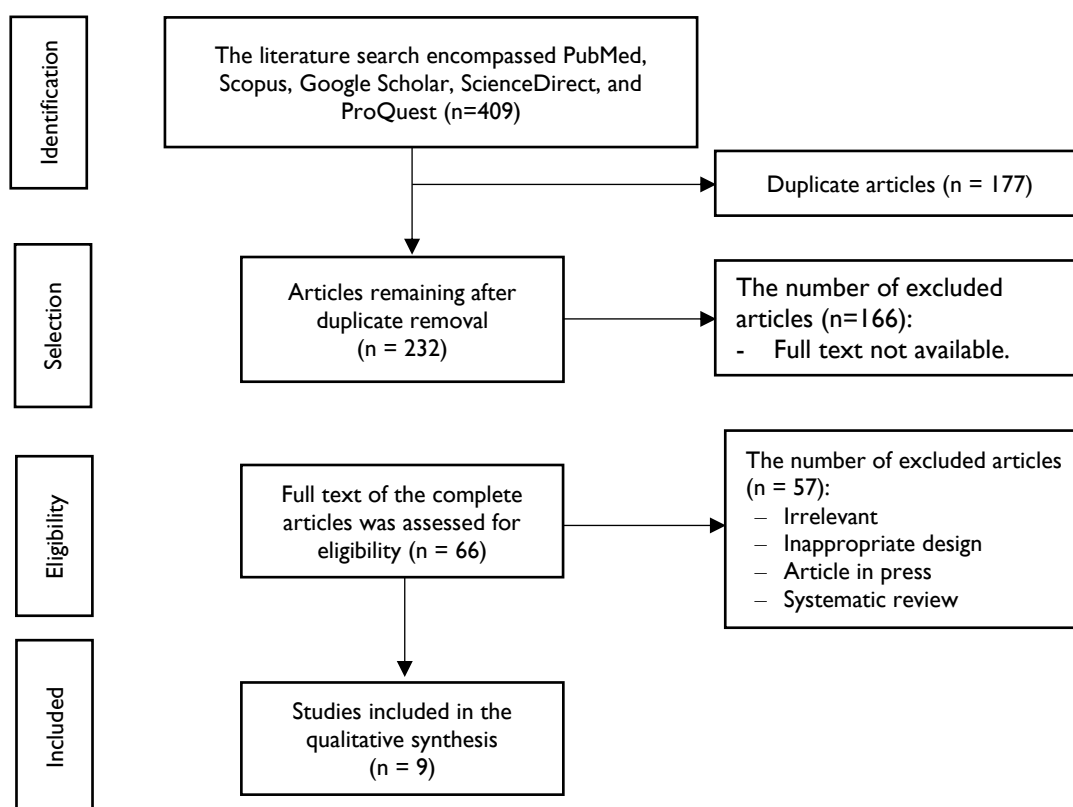 Identification
The literature search encompassed PubMed,
Scopus, Google Scholar, ScienceDirect, and
ProQuest (n=409)
Duplicate articles (n = 177)
Selection
Articles remaining after
duplicate removal
(n = 232)
The number of excluded
articles (n=166):
- Full text not available.
Eligibility
Full text of the complete
articles was assessed for
eligibility (n = 66)
The number of excluded articles
(n = 57):
– Irrelevant
– Inappropriate design
– Article in press
– Systematic review
Included
Studies included in the
qualitative synthesis
(n = 9)